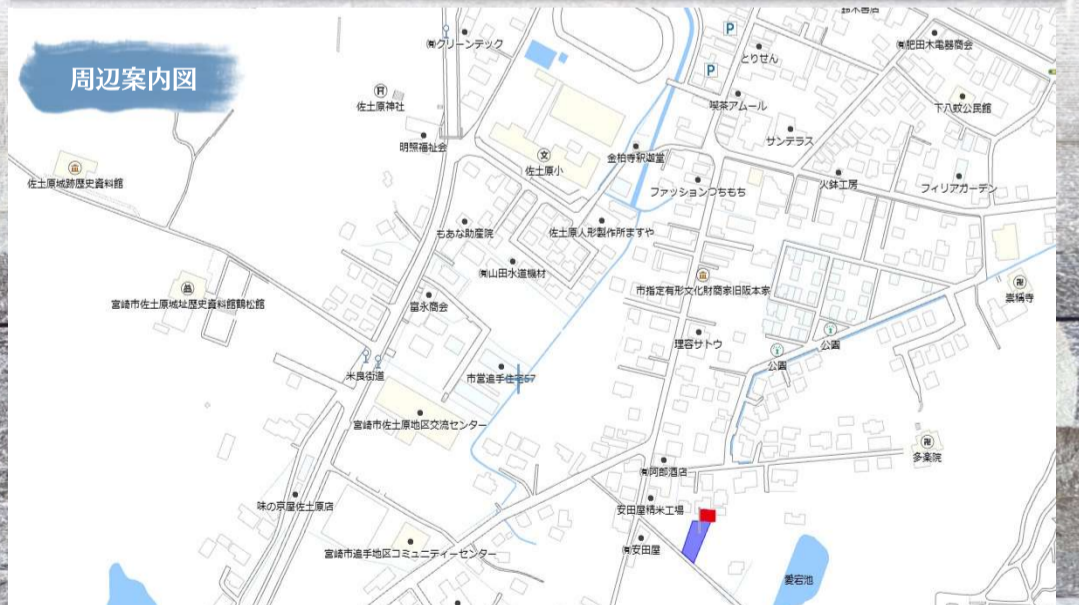 周辺案内図
鈴木善店
㈲クリーンテック
P
とりせん
㈲肥田木電器商会
P
佐土原神社
喫茶アムール
下八蚊公民館
明照福祉会
サンテラス
文
佐土原小
金柏寺釈迦堂
佐土原城跡歴史資料館
ファッションつちもち
火鉢工房
フィリアガーデン
もあな助産院
佐土原人形製作所ますや
㈲山田水道機材
市指定有形文化財商家旧阪本家
宮崎市佐土原城址歴史資料館鶴松館
富永商会
崇称寺
理容サトウ
公園
公園
米良街道
市営追手住宅57
宮崎市佐土原地区交流センター
多楽院
㈲阿部酒店
味の京屋佐土原店
安田屋精米工場
宮崎市追手地区コミュニティーセンター
㈲安田屋
愛宕池